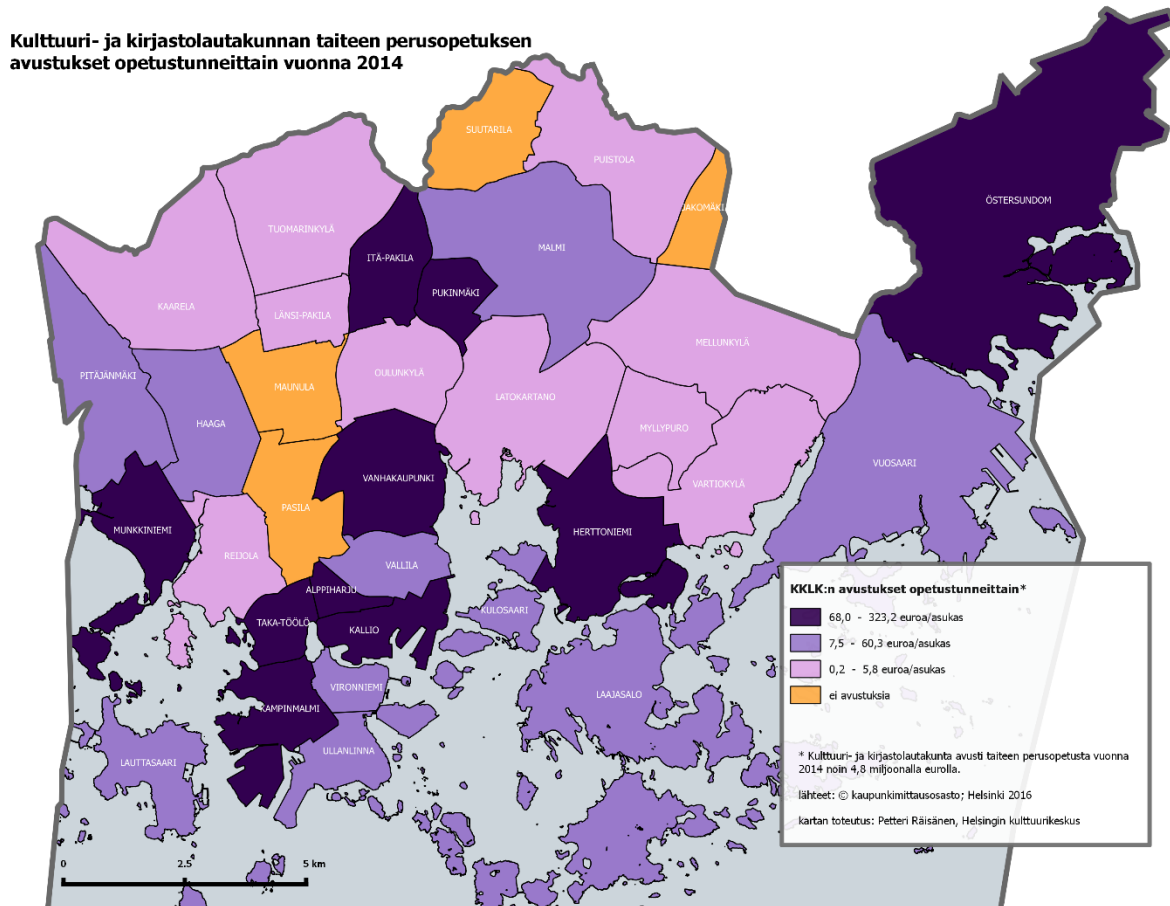 Kulttuuri- ja kirjastolautakunnan taiteen perusopetuksen
avustukset opetustunneittain vuonna 2014
SUUTARILA
PUISTOLA
JAKOMÄKI
ÖSTERSUNDOM
TUOMARINKYLÄ
ITÄ-PAKILA
MALMI
PUKINMÄKI
KAARELA
LÄNSI-PAKILA
MELLUNKYLÄ
PITÄJÄNMÄKI
MAUNULA
OULUNKYLÄ
LATOKARTANO
HAAGA
MYLLYPURO
VUOSAARI
VANHAKAUPUNKI
VARTIOKYLÄ
PASILA
MUNKKINIEMI
HERTTONIEMI
REIJOLA
VALLILA
ALPPIHARJU
KULOSAARI
TAKA-TÖÖLÖ
KALLIO
VIRONNIEMI
LAAJASALO
KAMPINMALMI
ULLANLINNA
LAUTTASAARI
KKLK:n avustukset opetustunneittain*
68,0 - 323,2 euroa/asukas
7,5 - 60,3 euroa/asukas
0,2 - 5,8 euroa/asukas
ei avustuksia
* Kulttuuri- ja kirjastolautakunta avusti taiteen perusopetusta vuonna
2014 noin 4,8 miljoonalla eurolla.
lähteet: © kaupunkimittausosasto; Helsinki 2016
kartan toteutus: Petteri Räisänen, Helsingin kulttuurikeskus
0 2.5 5 km